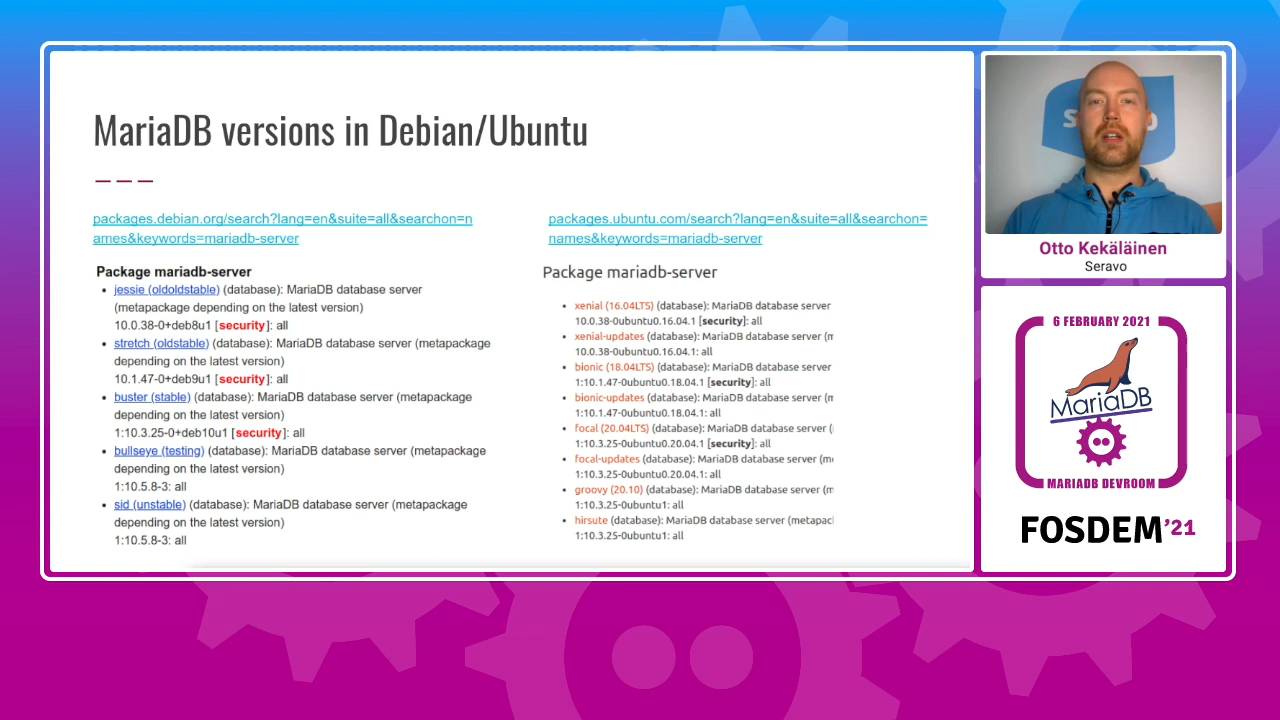 MariaDB versions in Debian/Ubuntu
packages.debian.org/search?lang=en&suite=all&searchon=n
ames&keywords=mariadb-server
Package mariadb-server
jessie (oldoldstable) (database): MariaDB database server
(metapackage depending on the latest version)
10.0.38-0+deb8u1 [security]: all
stretch (oldstable) (database): MariaDB database server (metapackage
depending on the latest version)
10.1.47-0+deb9u1 [security]: all
buster (stable) (database): MariaDB database server (metapackage
depending on the latest version)
1:10.3.25-0+deb10u1 [security]: all
bullseye (testing) (database): MariaDB database server (metapackage
depending on the latest version)
1:10.5.8-3: all
sid (unstable) (database): MariaDB database server (metapackage
depending on the latest version)
1:10.5.8-3: all
packages.ubuntu.com/search?lang=en&suite=all&searchon=
names&keywords=mariadb-server
Package mariadb-server
xenial (16.04LTS) (database): MariaDB database server
10.0.38-0ubuntu0.16.04.1 [security]: all
xenial-updates (database): MariaDB database server (m
10.0.38-0ubuntu0.16.04.1: all
bionic (18.04LTS) (database): MariaDB database server
1:10.1.47-0ubuntu0.18.04.1 [security]: all
bionic-updates (database): MariaDB database server (m
1:10.1.47-0ubuntu0.18.04.1: all
focal (20.04LTS) (database): MariaDB database server (
1:10.3.25-0ubuntu0.20.04.1 [security]: all
focal-updates (database): MariaDB database server (me
1:10.3.25-0ubuntu0.20.04.1: all
groovy (20.10) (database): MariaDB database server (m
1:10.3.25-0ubuntu1: all
hirsute (database): MariaDB database server (metapac
1:10.3.25-0ubuntu1: all
Otto Kekäläinen
Seravo
6 FEBRUARY 2021
MariaDB
MARIADB DEVROOM
FOSDEM'21